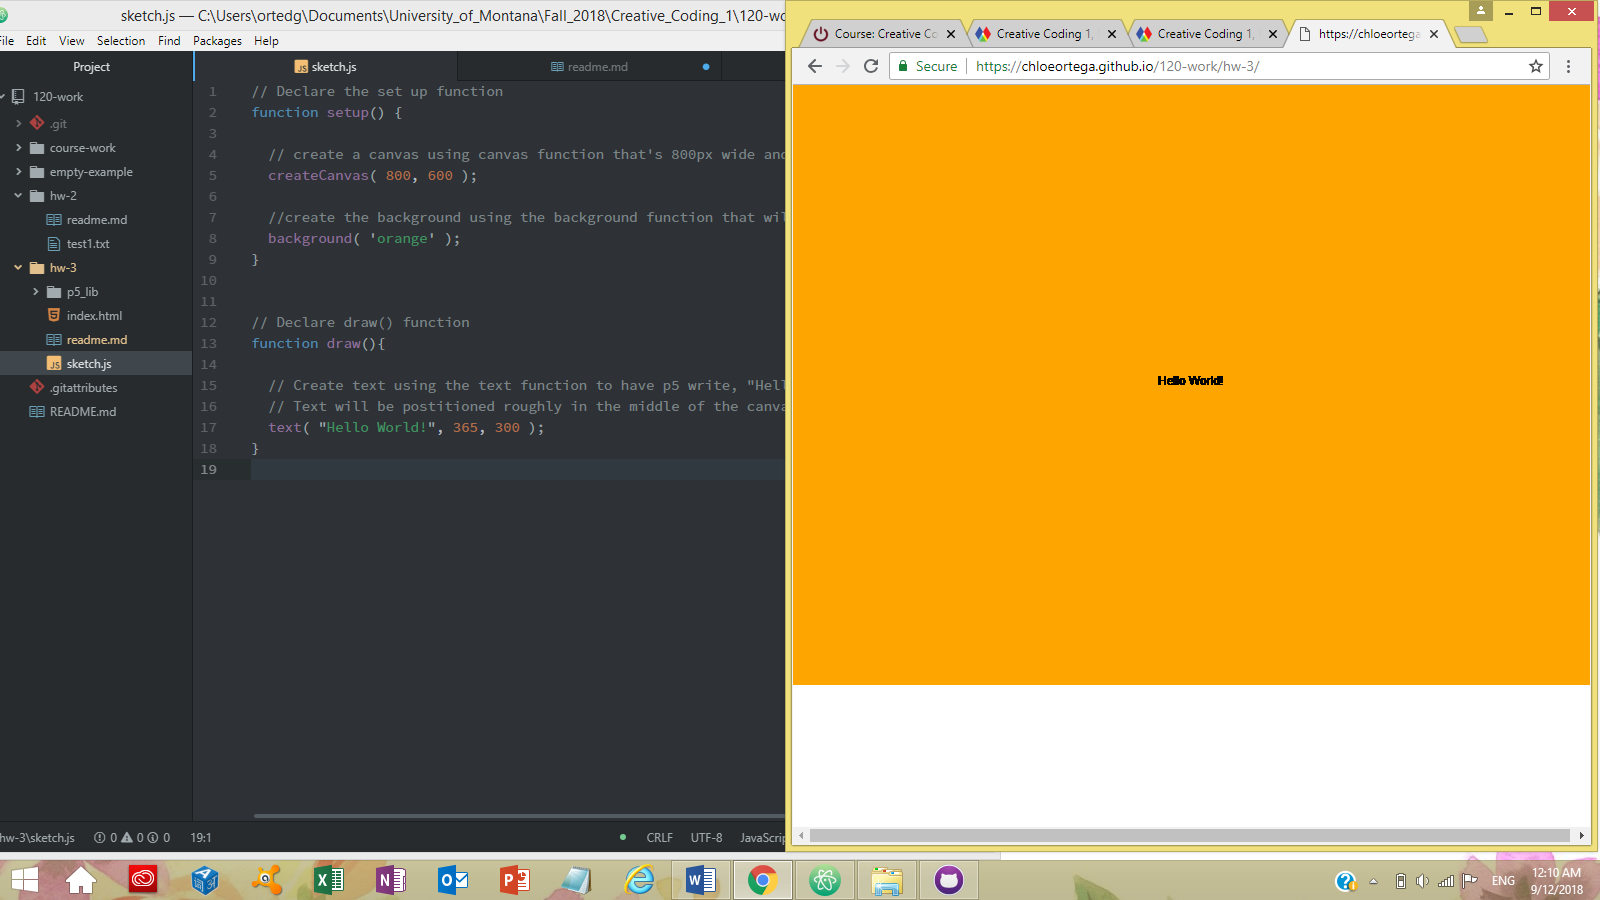 sketch.js — C:\Users\ortedg\Documents\University_of_Montana\Fall_2018\Creative_Coding_1\120-wo
File Edit View Selection Find Packages Help
Project
120-work
.git
course-work
empty-example
hw-2
readme.md
test1.txt
hw-3
p5_lib
index.html
readme.md
sketch.js
.gitattributes
README.md
sketch.js
readme.md
1 // Declare the set up function
2 function setup() {
3
4 // create a canvas using canvas function that's 800px wide and
5 createCanvas( 800, 600 );
6
7 //create the background using the background function that wil
8 background( 'orange' );
9 }
10
11
12 // Declare draw() function
13 function draw(){
14
15 // Create text using the text function to have p5 write, "Hell
16 // Text will be postitioned roughly in the middle of the canva
17 text( "Hello World!", 365, 300 );
18 }
19
hw-3\sketch.js 0 0 0 19:1
CRLF UTF-8 JavaScrip
Course: Creative Co
Creative Coding 1,
Creative Coding 1,
https://chloeortega
Secure https://chloeortega.github.io/120-work/hw-3/
Hello World!
ENG
12:10 AM
9/12/2018